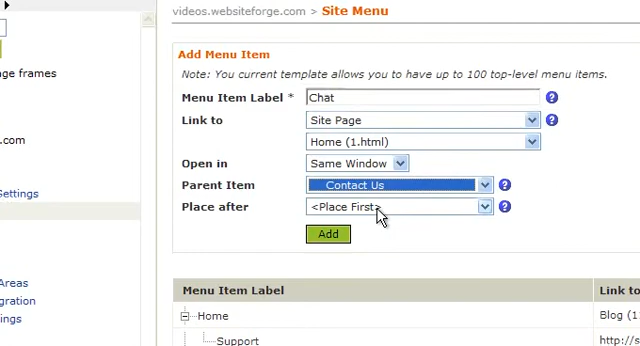 videos.websiteforge.com > Site Menu
Add Menu Item
Note: You current template allows you to have up to 100 top-level menu items.
Menu Item Label * Chat
Link to Site Page
Home (1.html)
Open in Same Window
Parent Item Contact Us
Place after <Place First>
Add
Menu Item Label Link to
Home Blog (1
Support
age frames
.com
Settings
Areas
gration
ings